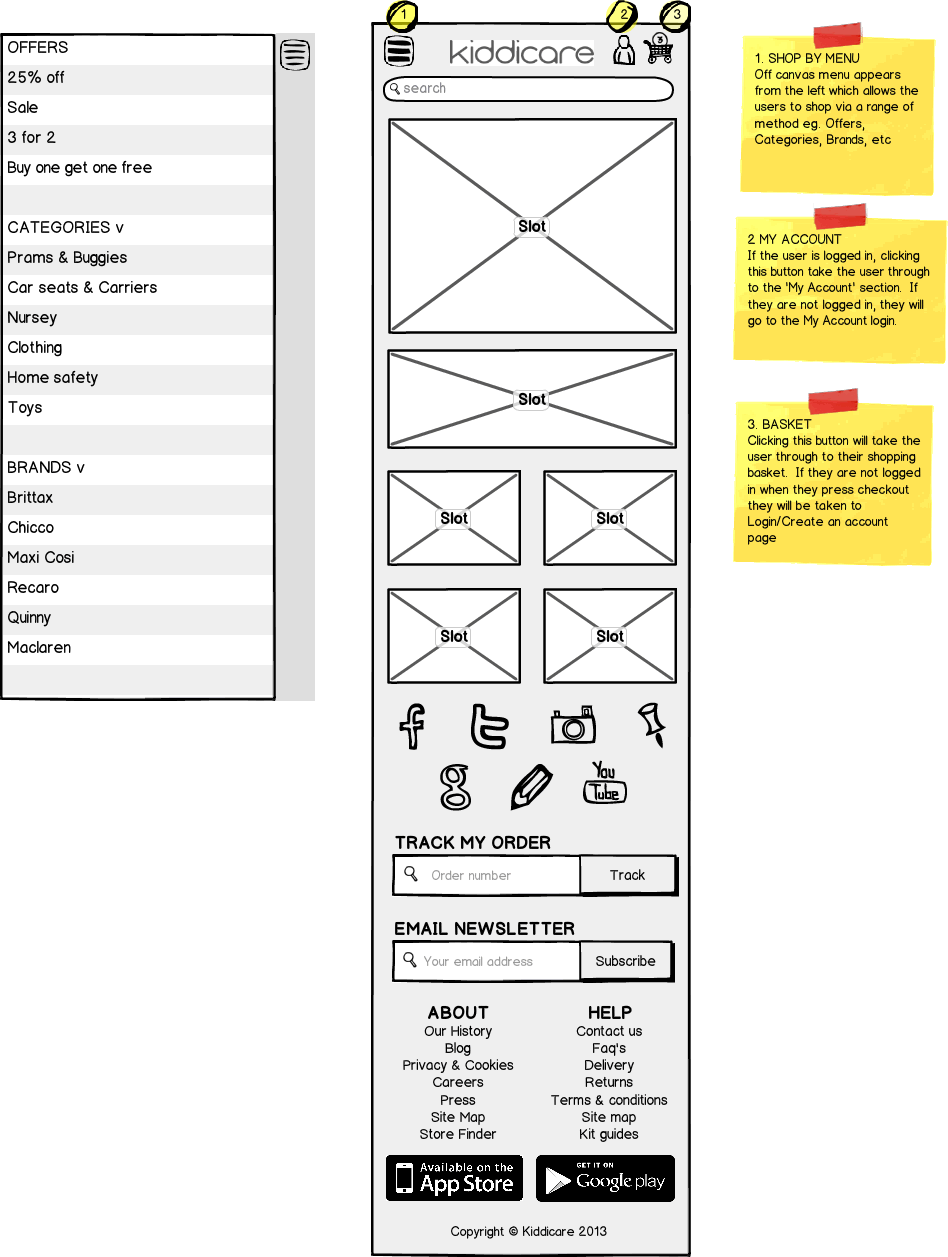 OFFERS
25% off
Sale
3 for 2
Buy one get one free
CATEGORIES v
Prams & Buggies
Car seats & Carriers
Nursey
Clothing
Home safety
Toys
BRANDS v
Brittax
Chicco
Maxi Cosi
Recaro
Quinny
Maclaren
1
2
3
kiddicare
3
search
Slot
Slot
Slot
Slot
Slot
Slot
You
Tube
TRACK MY ORDER
Order number
Track
EMAIL NEWSLETTER
Your email address
Subscribe
ABOUT
Our History
Blog
Privacy & Cookies
Careers
Press
Site Map
Store Finder
HELP
Contact us
Faq's
Delivery
Returns
Terms & conditions
Site map
Kit guides
Available on the
App Store
GET IT ON
Google play
Copyright © Kiddicare 2013
1. SHOP BY MENU
Off canvas menu appears
from the left which allows the
users to shop via a range of
method eg. Offers,
Categories, Brands, etc
2 MY ACCOUNT
If the user is logged in, clicking
this button take the user through
to the 'My Account' section. If
they are not logged in, they will
go to the My Account login.
3. BASKET
Clicking this button will take the
user through to their shopping
basket. If they are not logged
in when they press checkout
they will be taken to
Login/Create an account
page